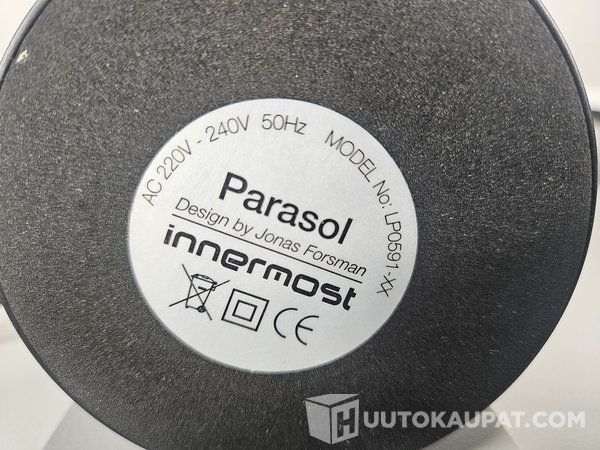 AC 220V - 240V 50Hz MODEL No: LP0591-XX
Parasol
Design by Jonas Forsman
innermost
CE
HUUTOKAUPAT.COM